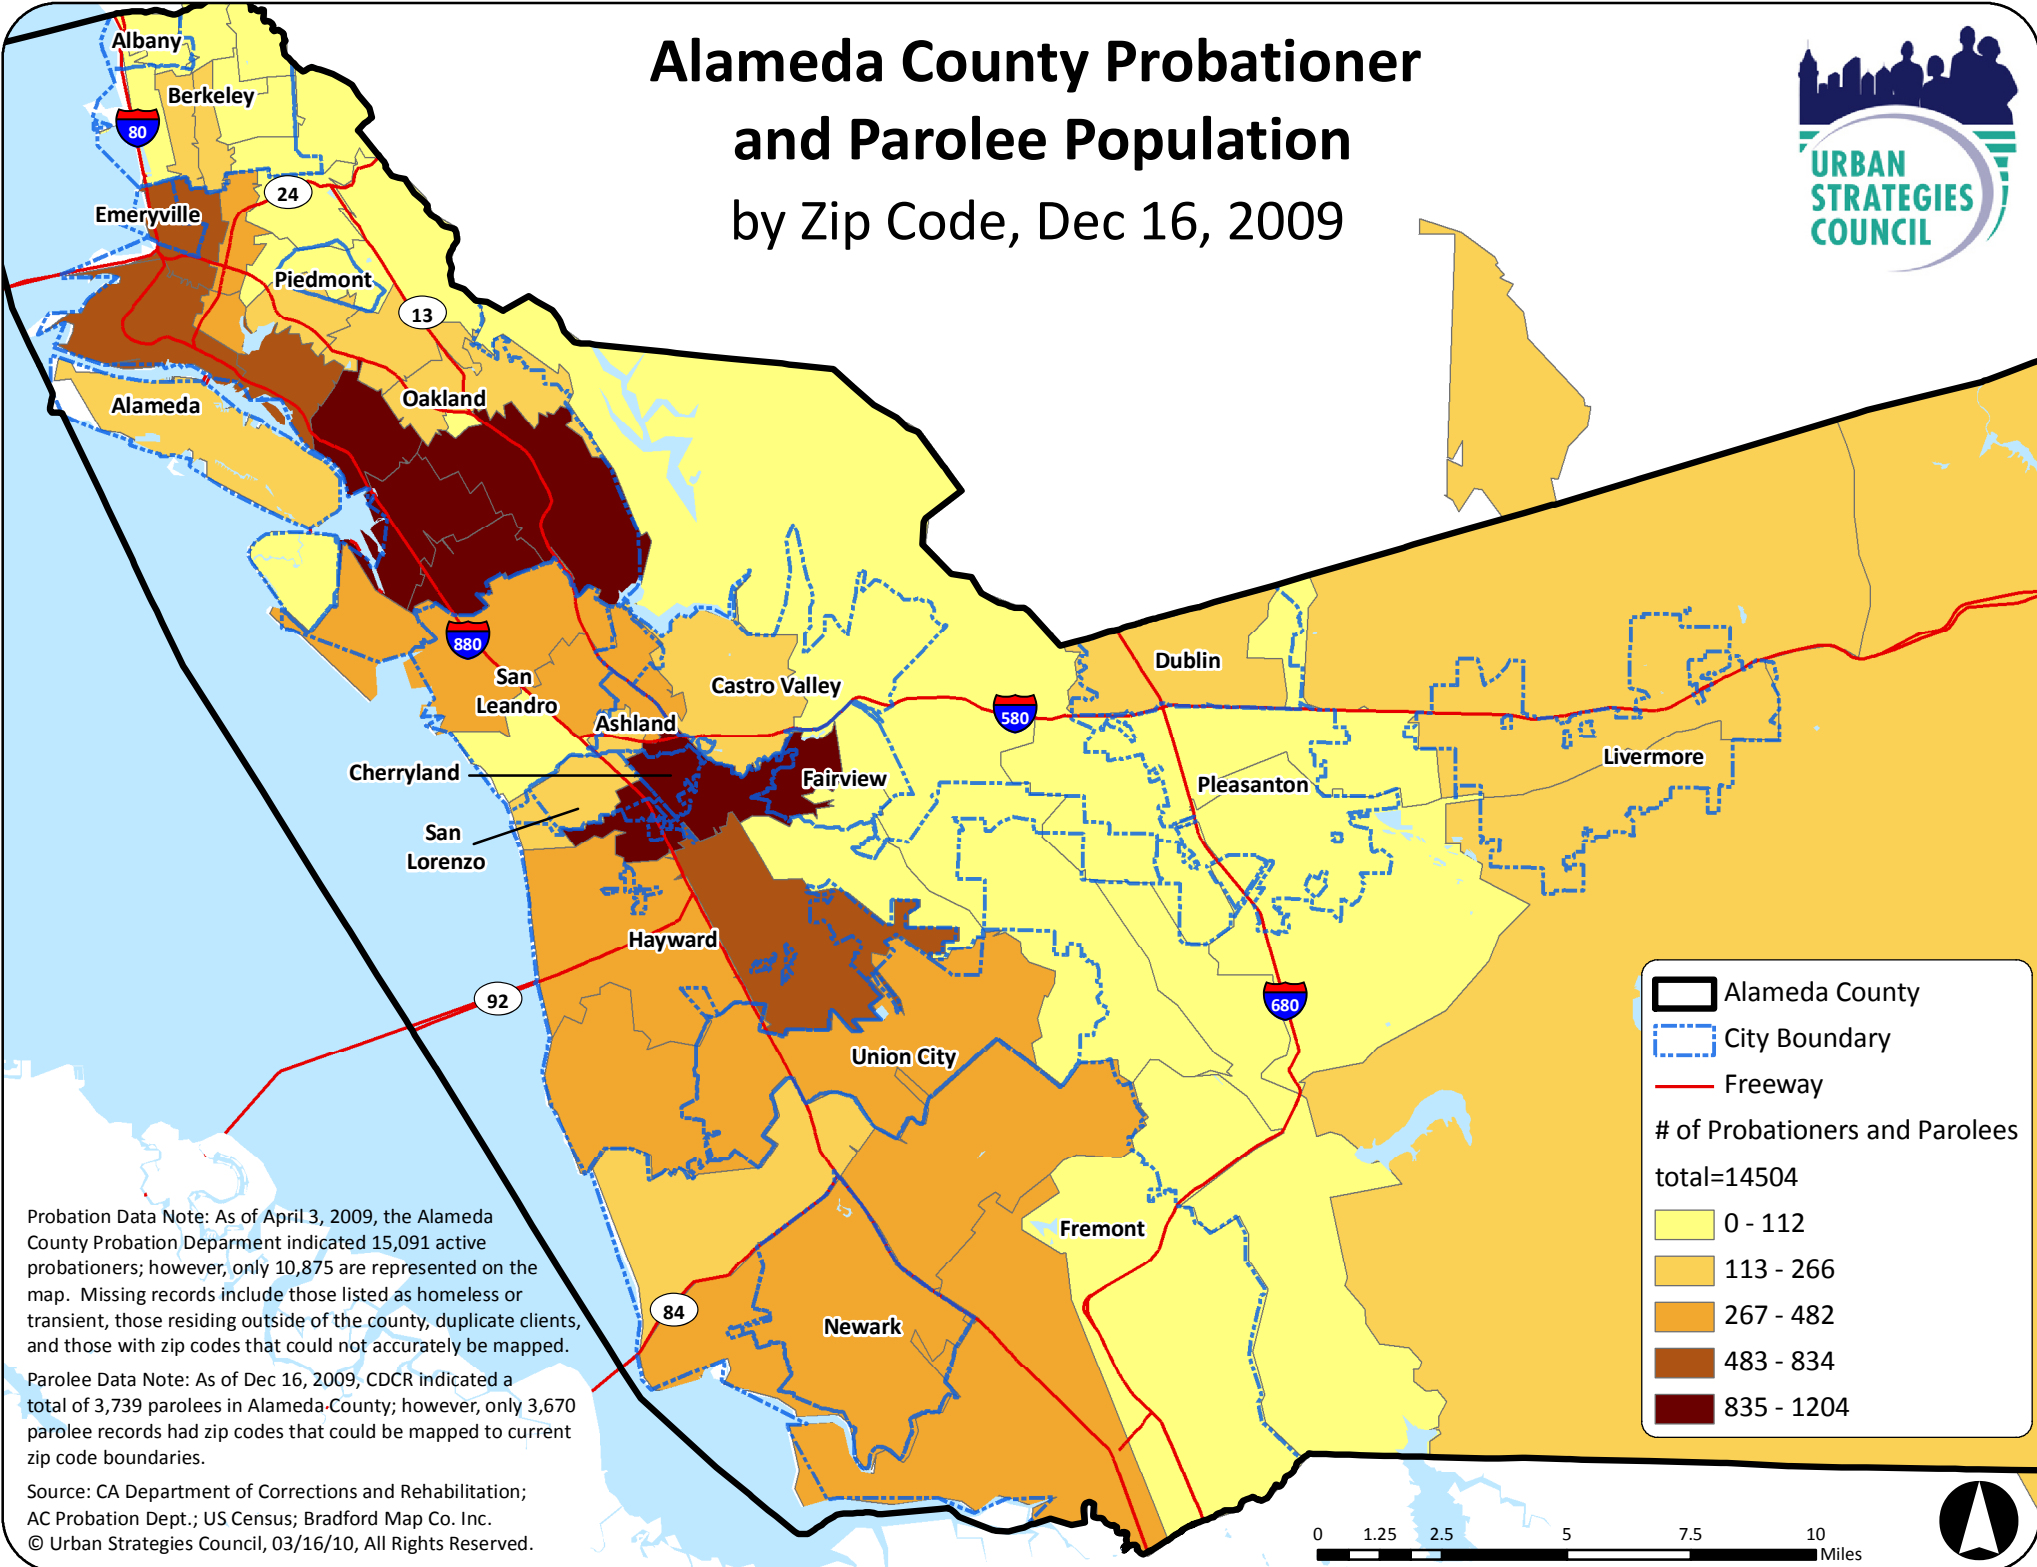 Alameda County Probationer
and Parolee Population
by Zip Code, Dec 16, 2009
URBAN
STRATEGIES
COUNCIL
Albany
Berkeley
80
24
Emeryville
Piedmont
13
Oakland
Alameda
880
San
Leandro
Castro Valley
Ashland
Dublin
580
Cherryland
Fairview
Pleasanton
Livermore
San
Lorenzo
Hayward
92
680
Union City
Fremont
84
Newark
Alameda County
City Boundary
Freeway
# of Probationers and Parolees
total=14504
0 - 112
113 - 266
267 - 482
483 - 834
835 - 1204
Probation Data Note: As of April 3, 2009, the Alameda
County Probation Deparment indicated 15,091 active
probationers; however, only 10,875 are represented on the
map.  Missing records include those listed as homeless or
transient, those residing outside of the county, duplicate clients,
and those with zip codes that could not accurately be mapped.
Parolee Data Note: As of Dec 16, 2009, CDCR indicated a
total of 3,739 parolees in Alameda County; however, only 3,670
parolee records had zip codes that could be mapped to current
zip code boundaries.
Source: CA Department of Corrections and Rehabilitation;
AC Probation Dept.; US Census; Bradford Map Co. Inc.
© Urban Strategies Council, 03/16/10, All Rights Reserved.
0 1.25 2.5 5 7.5 10
Miles